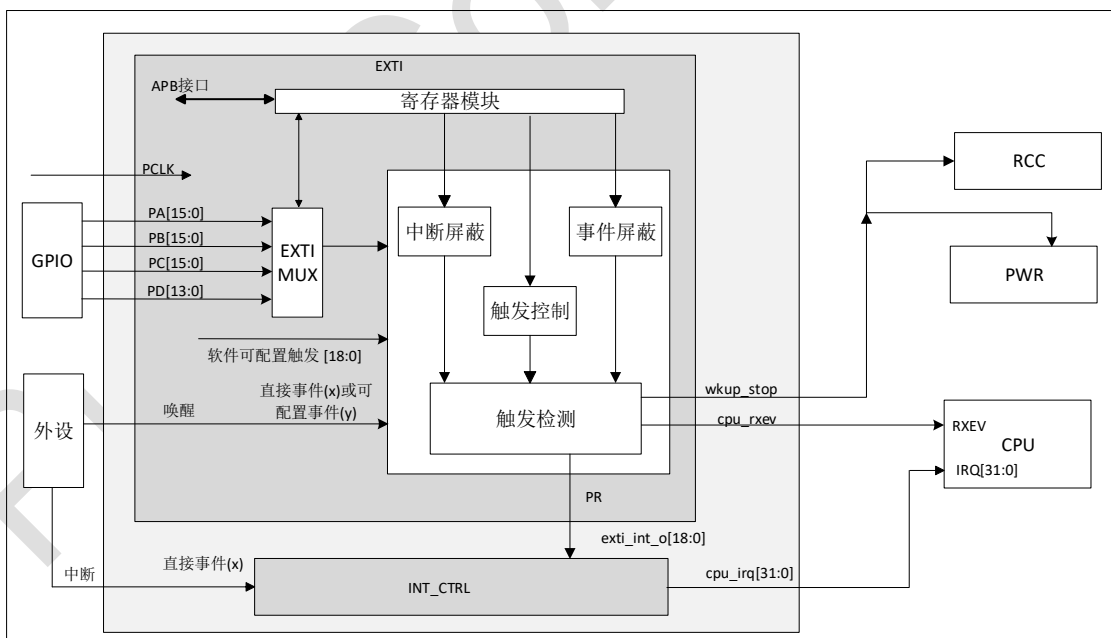 EXTI
APB接口
寄存器模块
PCLK
GPIO
PA[15:0]
PB[15:0]
PC[15:0]
PD[13:0]
EXTI
MUX
中断屏蔽
事件屏蔽
触发控制
RCC
PWR
软件可配置触发 [18:0]
直接事件(x)或可
配置事件(y)
外设
唤醒
触发检测
wkup_stop
cpu_rxev
RXEV
CPU
IRQ[31:0]
PR
exti_int_o[18:0]
中断
直接事件(x)
INT_CTRL
cpu_irq[31:0]